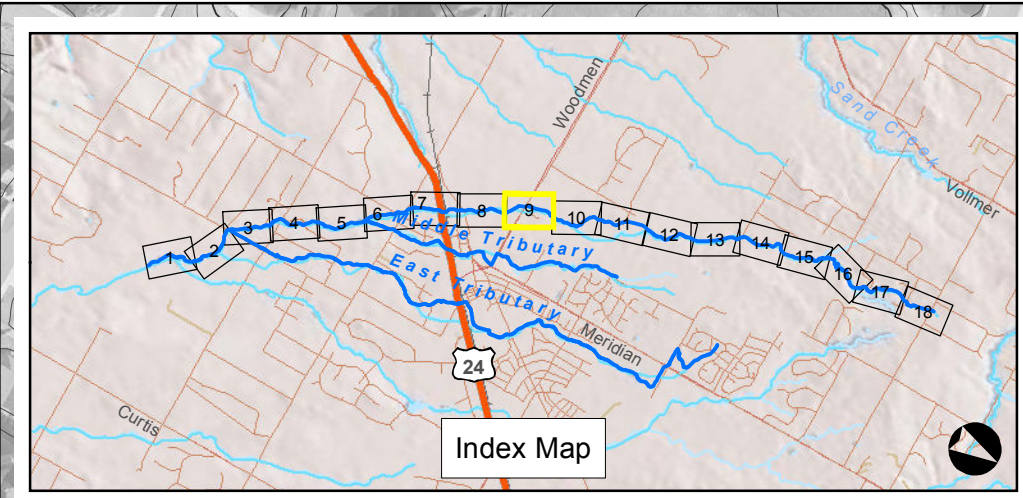 Woodmen
Sand Creek
Vollmer
1
2
3
4
5
6
7
8
9
10
11
12
13
14
15
16
17
18
Middle Tributary
East Tributary
Meridian
24
Curtis
Index Map